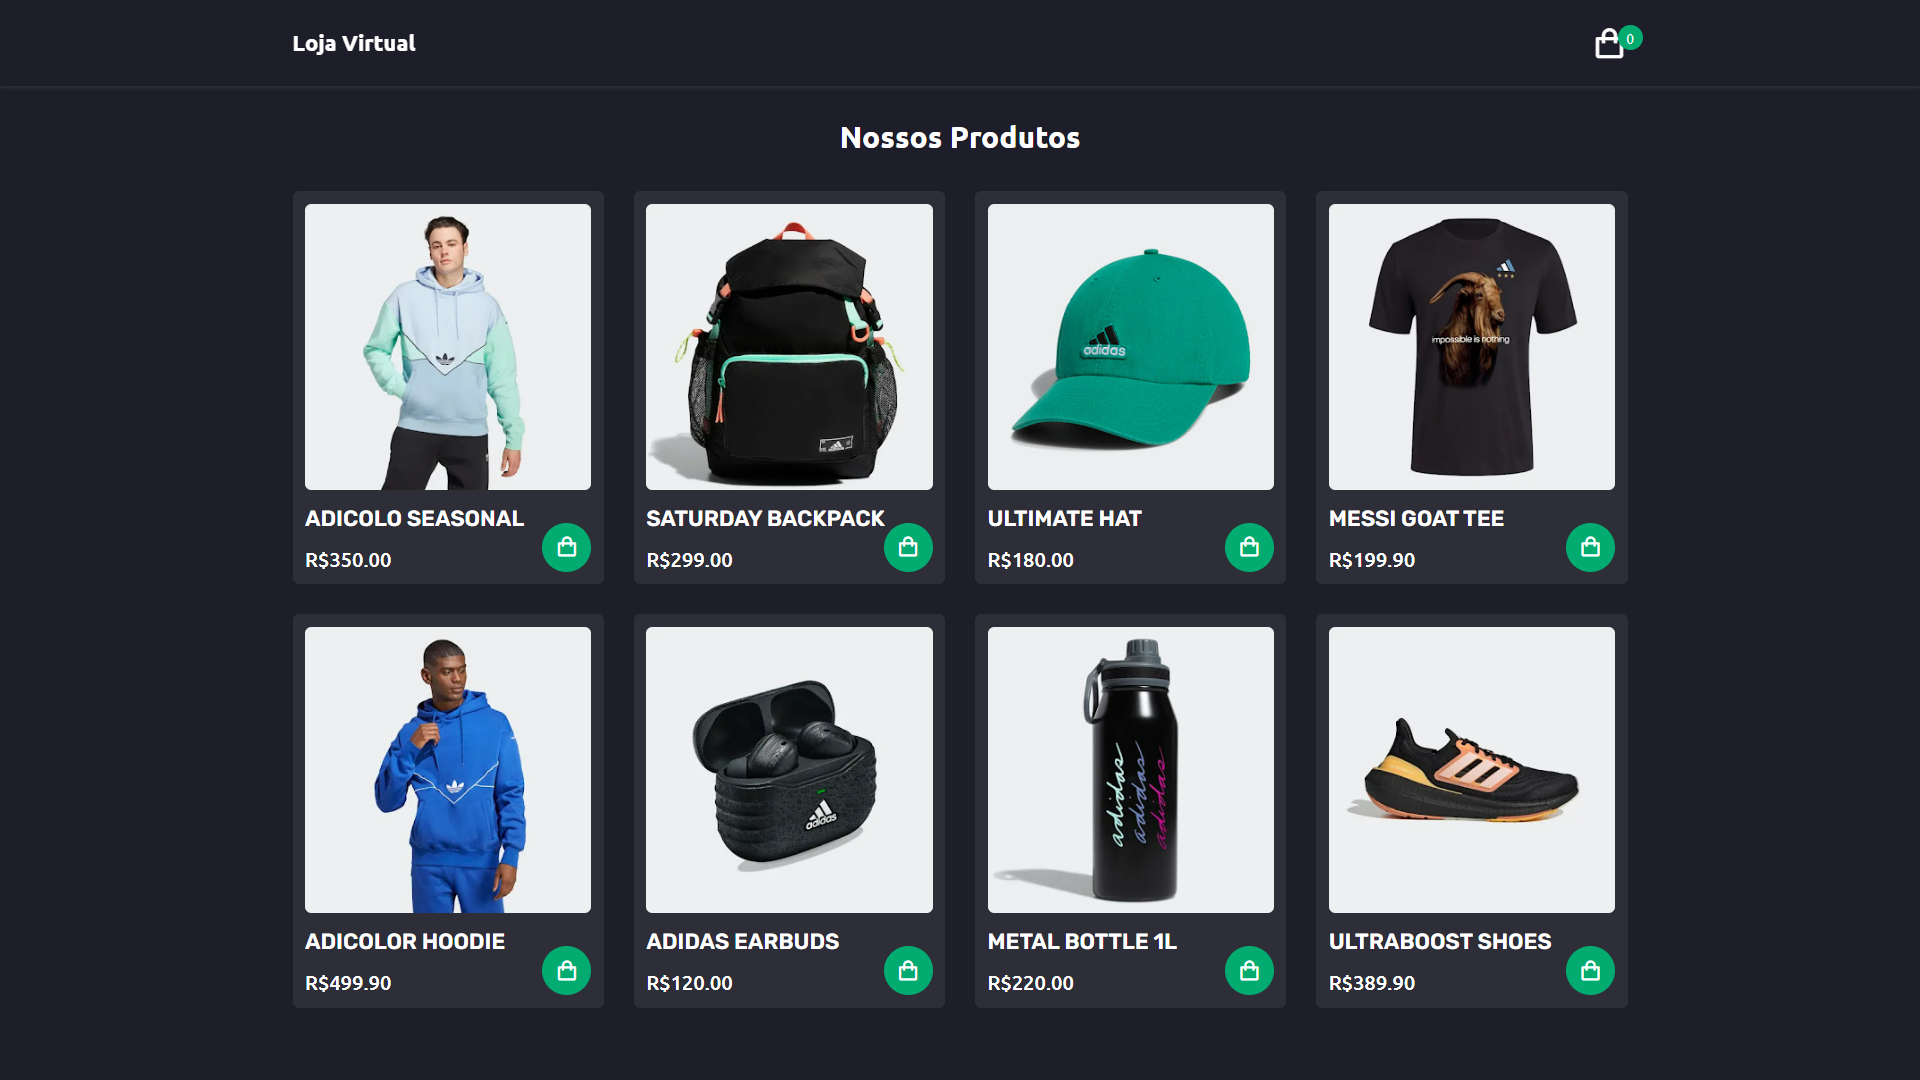 Loja Virtual
0
Nossos Produtos
adidas
impossible is nothing
ADICOLO SEASONAL
R$350.00
SATURDAY BACKPACK
R$299.00
ULTIMATE HAT
R$180.00
MESSI GOAT TEE
R$199.90
adidas
adidas
adidas
adidas
ADICOLOR HOODIE
R$499.90
ADIDAS EARBUDS
R$120.00
METAL BOTTLE 1L
R$220.00
ULTRABOOST SHOES
R$389.90